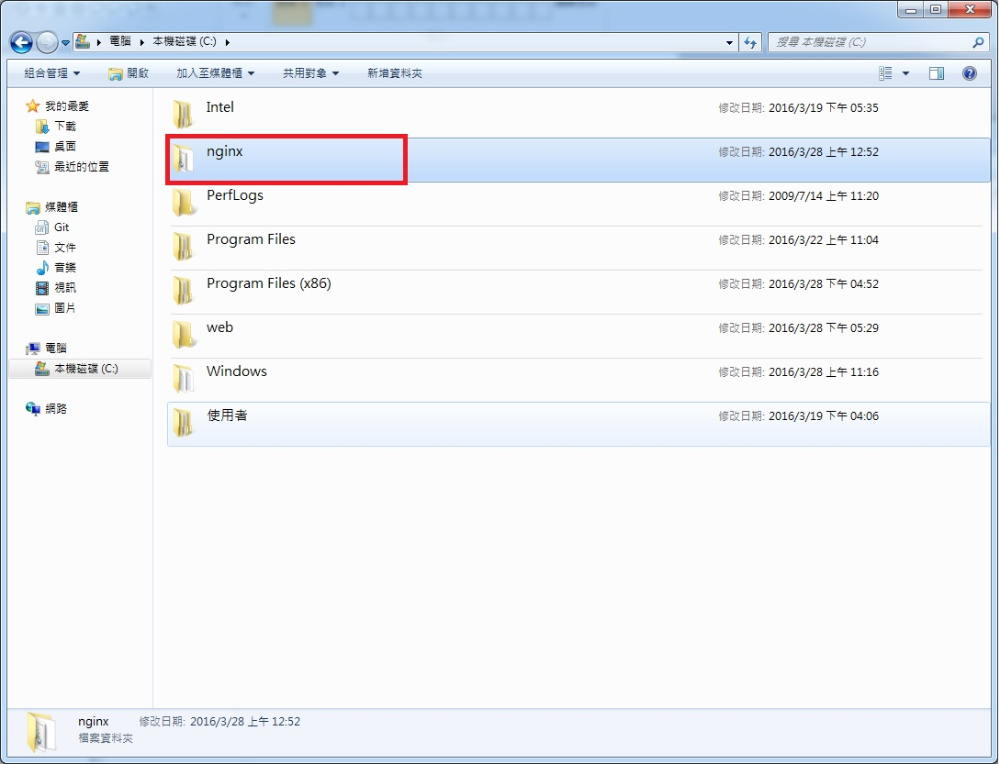 電腦 本機磁碟 (C:) 搜尋 本機磁碟 (C:)
組合管理 開啟 加入至媒體櫃 共用對象 新增資料夾
我的最愛
下載
桌面
最近的位置
媒體櫃
Git
文件
音樂
視訊
圖片
電腦
本機磁碟 (C:)
網路
Intel 修改日期: 2016/3/19 下午 05:35
nginx 修改日期: 2016/3/28 上午 12:52
PerfLogs 修改日期: 2009/7/14 上午 11:20
Program Files 修改日期: 2016/3/22 上午 11:04
Program Files (x86) 修改日期: 2016/3/28 下午 04:52
web 修改日期: 2016/3/28 下午 05:29
Windows 修改日期: 2016/3/28 上午 11:16
使用者 修改日期: 2016/3/19 下午 04:06
nginx 修改日期: 2016/3/28 上午 12:52
檔案資料夾